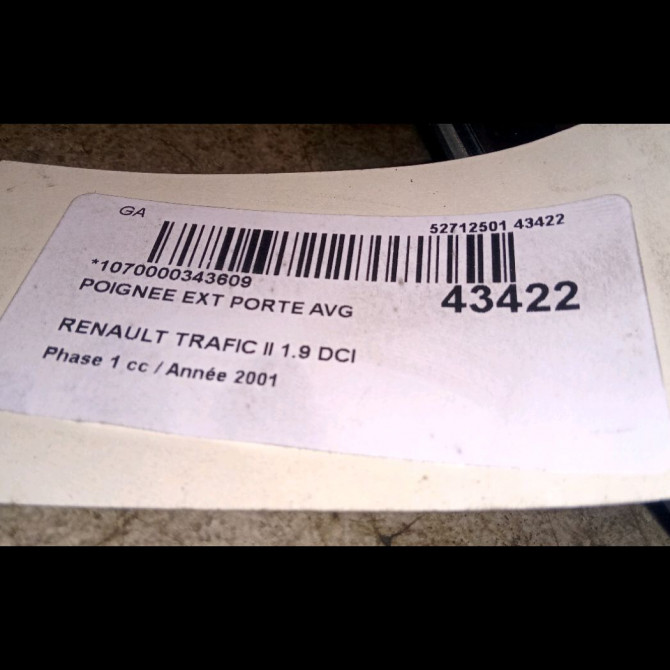 GA
52712501 43422
*1070000343609
43422
POIGNEE EXT PORTE AVG
RENAULT TRAFIC II 1.9 DCI
Phase 1 cc / Année 2001